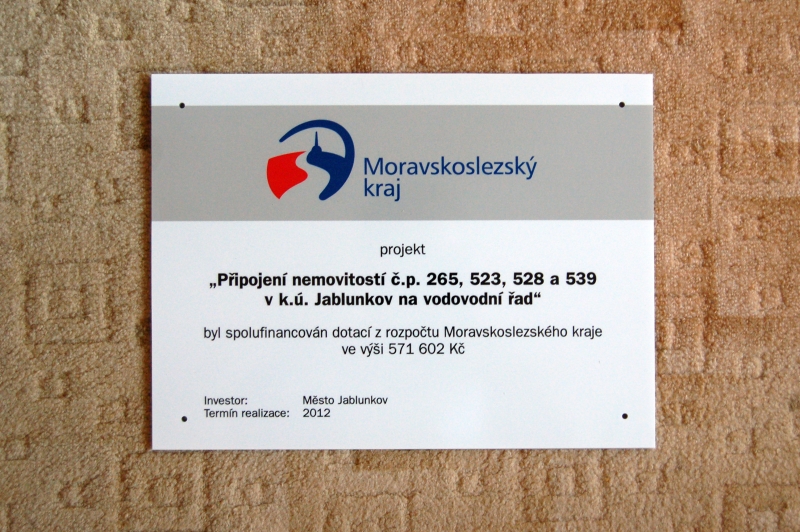 Moravskoslezský
kraj
projekt
„Připojení nemovitostí č.p. 265, 523, 528 a 539
v k.ú. Jablunkov na vodovodní řad“
byl spolufinancován dotací z rozpočtu Moravskoslezského kraje
ve výši 571 602 Kč
Investor: Město Jablunkov
Termín realizace: 2012